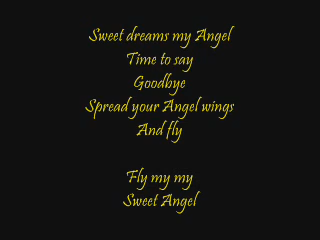 Sweet dreams my Angel
Time to say
Goodbye
Spread your Angel wings
And fly
Fly my my
Sweet Angel